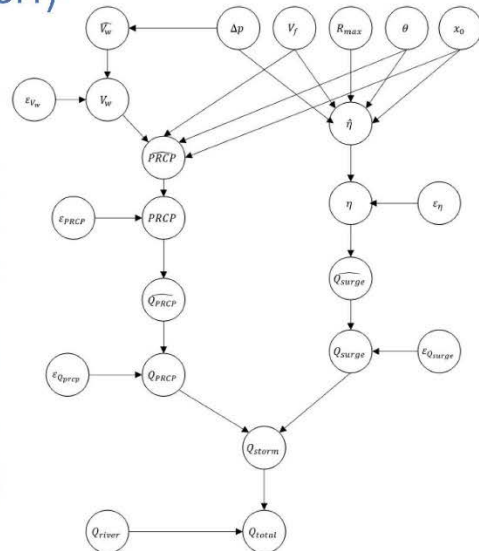 V̂_w Δp V_f R_max θ x_0
ε_{V_w} V_w η̂
P͡RCP
ε_PRCP PRCP η ε_η
Q̂_surge
Q̂_PRCP
Q_surge ε_{Q_surge}
ε_{Q_prcp} Q_PRCP
Q_storm
Q_river Q_total